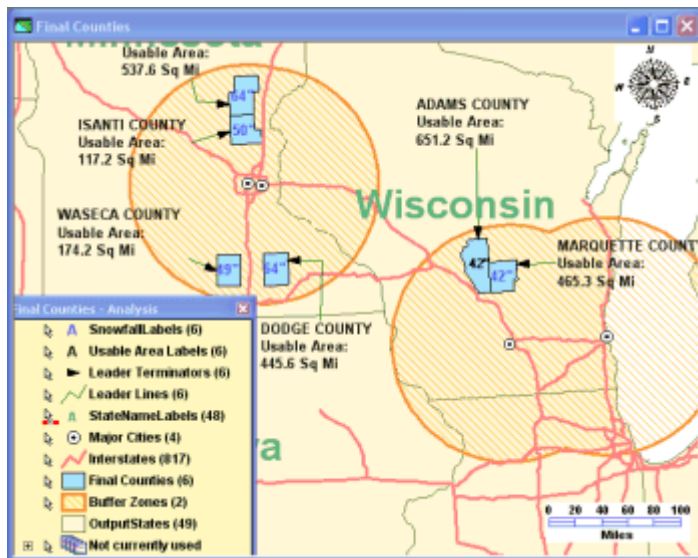 Final Counties
Minnesota
Usable Area:
537.6 Sq Mi
64"
50"
ISANTI COUNTY
Usable Area:
117.2 Sq Mi
ADAMS COUNTY
Usable Area:
651.2 Sq Mi
N
W
E
S
Wisconsin
WASECA COUNTY
Usable Area:
174.2 Sq Mi
49"
64"
42"
42"
MARQUETTE COUNTY
Usable Area:
465.3 Sq Mi
DODGE COUNTY
Usable Area:
445.6 Sq Mi
Final Counties - Analysis
A SnowfallLabels (6)
A Usable Area Labels (6)
Leader Terminators (6)
Leader Lines (6)
A StateNameLabels (48)
Major Cities (4)
Interstates (817)
Final Counties (6)
Buffer Zones (2)
OutputStates (49)
Not currently used
0 20 40 60 80 100
Miles